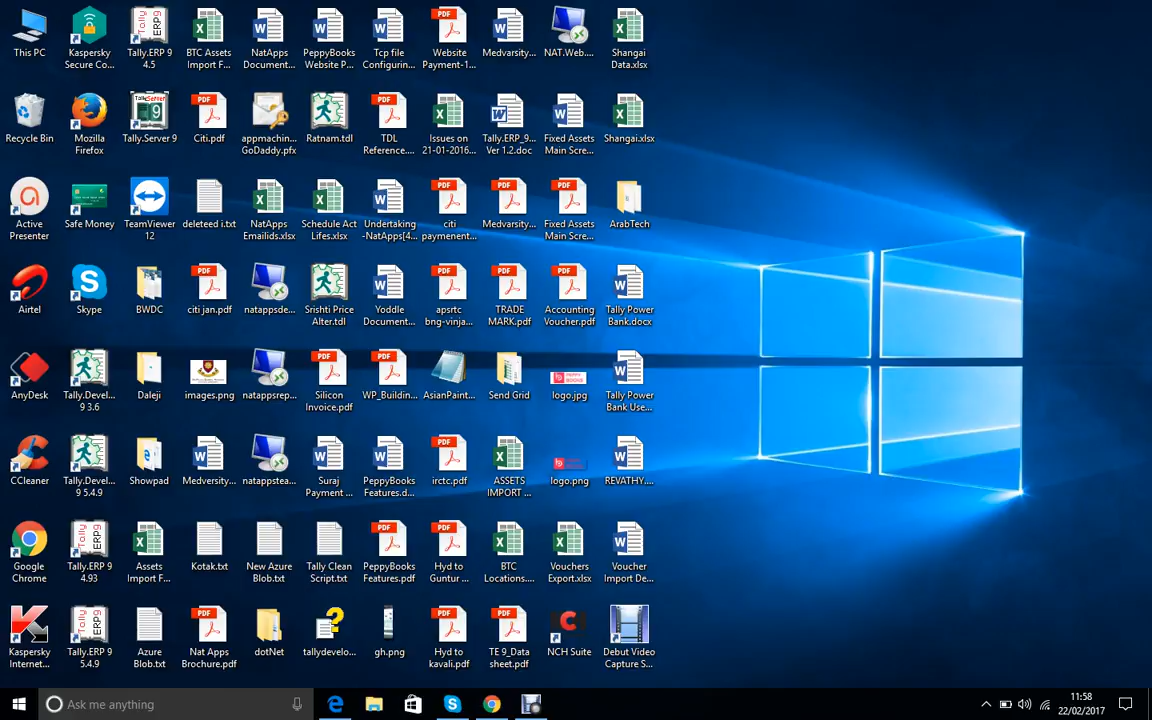 This PC
Kaspersky
Secure Co...
Tally.ERP 9
4.5
BTC Assets
Import F...
NatApps
Document...
PeppyBooks
Website P...
Tcp file
Configurin...
Website
Payment-1...
Medvarsity...
NAT.Web....
Shangai
Data.xlsx
Recycle Bin
Mozilla
Firefox
Tally.Server 9
Citi.pdf
appmachin...
GoDaddy.pfx
Ratnam.tdl
TDL
Reference....
Issues on
21-01-2016...
Tally.ERP_9...
Ver 1.2.doc
Fixed Assets
Main Scre...
Shangai.xlsx
Active
Presenter
Safe Money
TeamViewer
12
deleteed i.txt
NatApps
Emailids.xlsx
Schedule Act
Lifes.xlsx
Undertaking
-NatApps[4...
citi
paymenent...
Medvarsity...
Fixed Assets
Main Scre...
ArabTech
Airtel
Skype
BWDC
citi jan.pdf
natappsde...
Srishti Price
Alter.tdl
Yoddle
Document...
apsrtc
bng-vinja...
TRADE
MARK.pdf
Accounting
Voucher.pdf
Tally Power
Bank.docx
AnyDesk
Tally.Devel...
9 3.6
Daleji
images.png
natappsrep...
Silicon
Invoice.pdf
WP_Buildin...
AsianPaint...
Send Grid
logo.jpg
Tally Power
Bank Use...
CCleaner
Tally.Devel...
9 5.4.9
Showpad
Medversity...
natappstea...
Suraj
Payment ...
PeppyBooks
Features.d...
irctc.pdf
ASSETS
IMPORT ...
logo.png
REVATHY....
Google
Chrome
Tally.ERP 9
4.93
Assets
Import F...
Kotak.txt
New Azure
Blob.txt
Tally Clean
Script.txt
PeppyBooks
Features.pdf
Hyd to
Guntur ...
BTC
Locations....
Vouchers
Export.xlsx
Voucher
Import De...
Kaspersky
Internet...
Tally.ERP 9
5.4.9
Azure
Blob.txt
Nat Apps
Brochure.pdf
dotNet
tallydevelo...
gh.png
Hyd to
kavali.pdf
TE 9_Data
sheet.pdf
NCH Suite
Debut Video
Capture S...
Ask me anything
11:58
22/02/2017